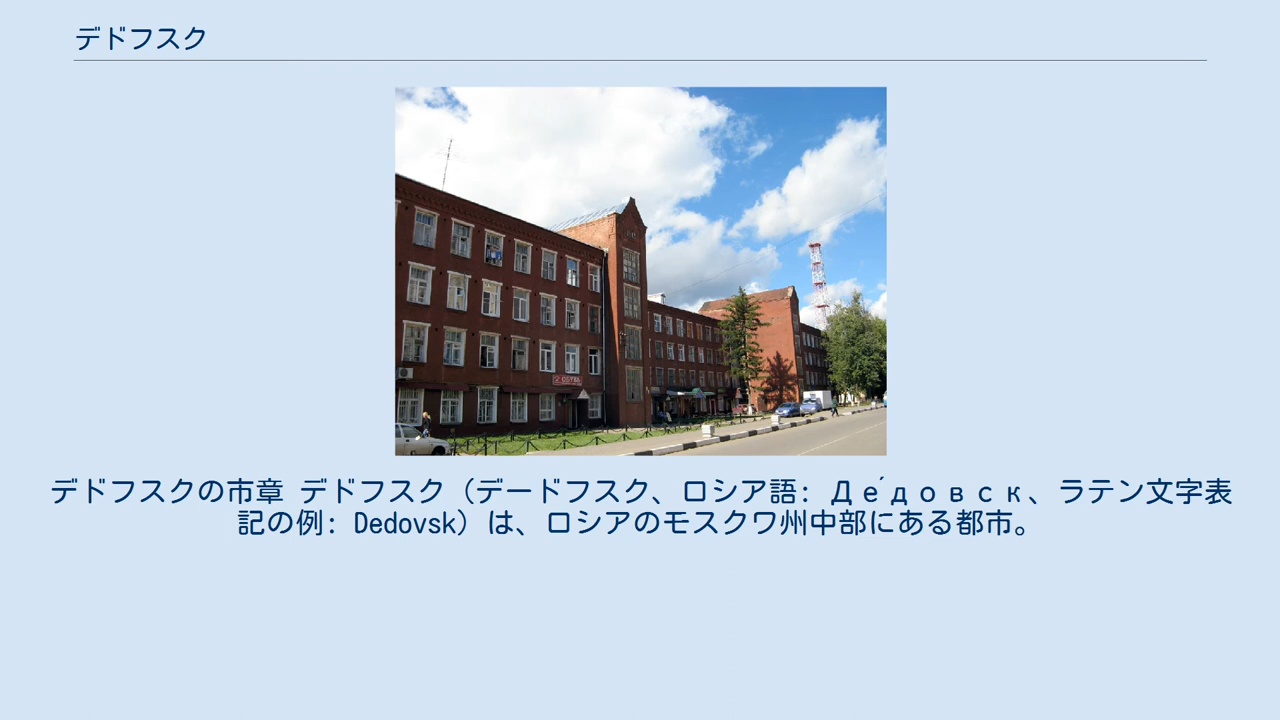 デドフスク
デドフスクの市章 デドフスク（デードフスク、ロシア語: Де́довск、ラテン文字表
記の例: Dedovsk）は、ロシアのモスクワ州中部にある都市。